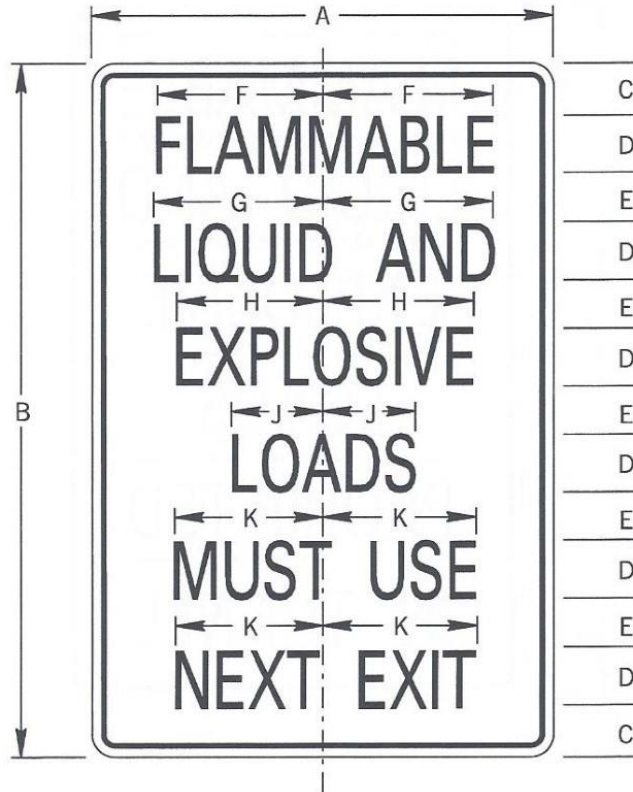 A
C
F F
FLAMMABLE
D
G G
E
LIQUID AND
D
H H
E
EXPLOSIVE
D
B
J J
E
LOADS
D
K K
E
MUST USE
D
K K
E
NEXT EXIT
D
C